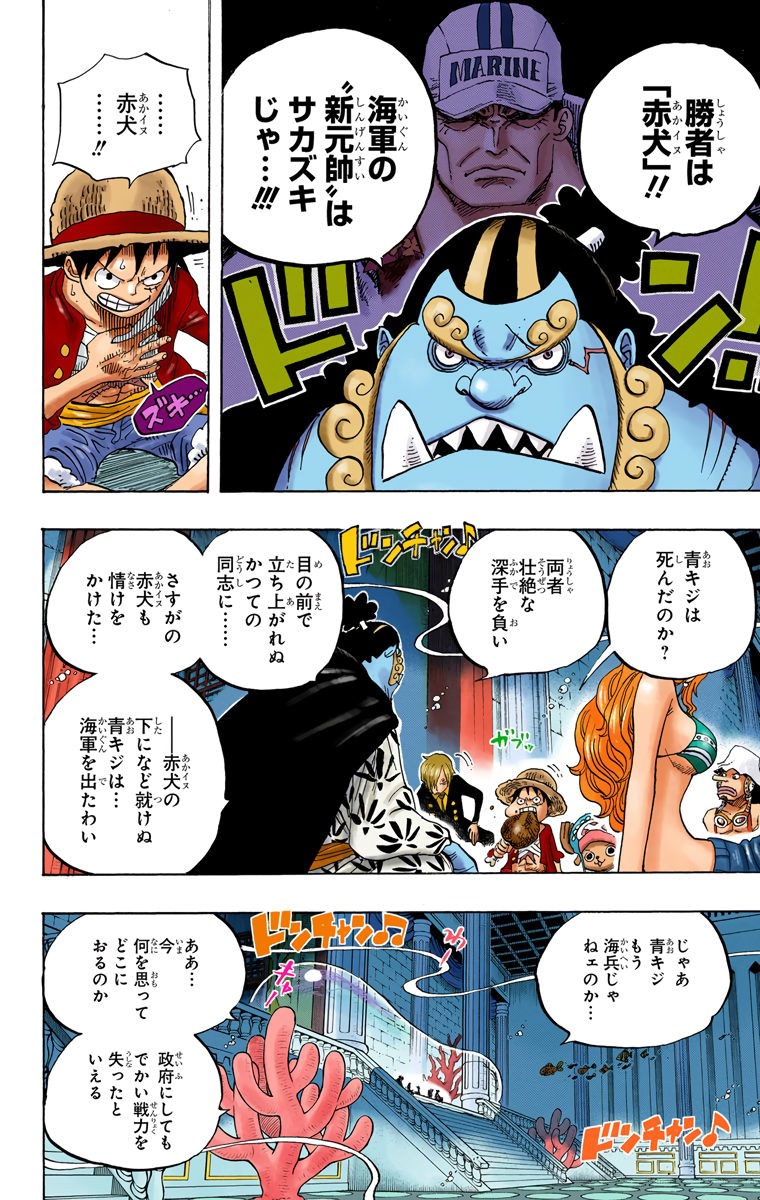 勝者は
「赤犬」!!
MARINE
海軍の
“新元帥”は
サカズキ
じゃ…!!!
ドン!!
………
赤犬
……!!
ズキ…
青キジは
死んだのか?
両者
壮絶な
深手を負い
ドンチャン♪
目の前で
立ち上がれぬ
かつての
同志に……
さすがの
赤犬も
情けを
かけた…
――赤犬の
下になど就けぬ
青キジは…
海軍を出たわい
ガブッ
じゃあ
青キジ
もう
海兵じゃ
ねェのか…
わ!
ドンチャン♪♫
ああ…
今
何を思って
どこに
おるのか
政府にしても
でかい戦力を
失ったと
いえる
ドンチャン♪